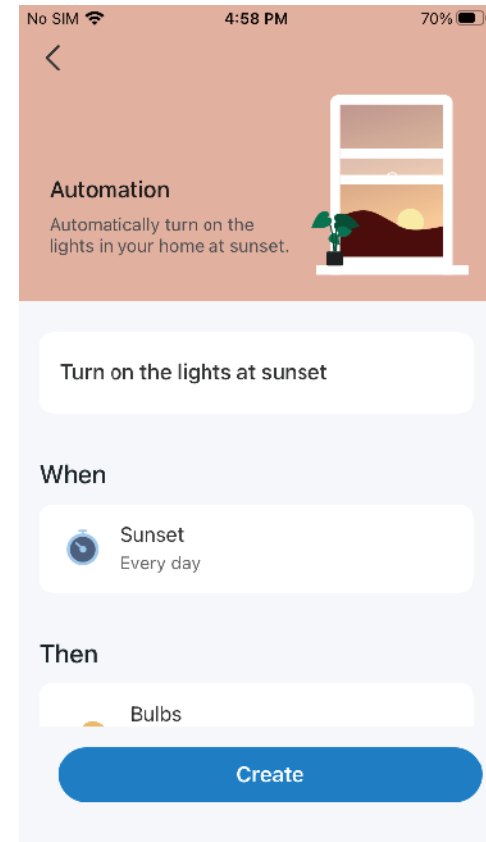 No SIM 4:58 PM 70%
Automation
Automatically turn on the
lights in your home at sunset.
Turn on the lights at sunset
When
Sunset
Every day
Then
Bulbs
Create